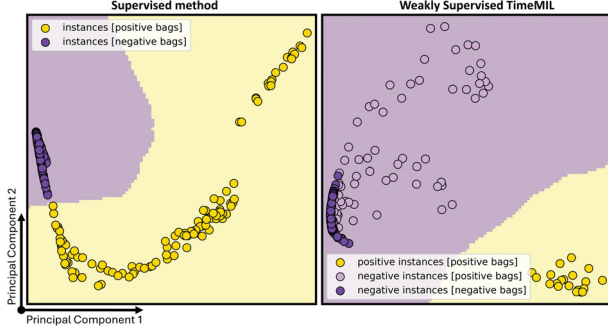 Supervised method
instances [positive bags]
instances [negative bags]
Principal Component 2
Principal Component 1
Weakly Supervised TimeMIL
positive instances [positive bags]
negative instances [positive bags]
negative instances [negative bags]